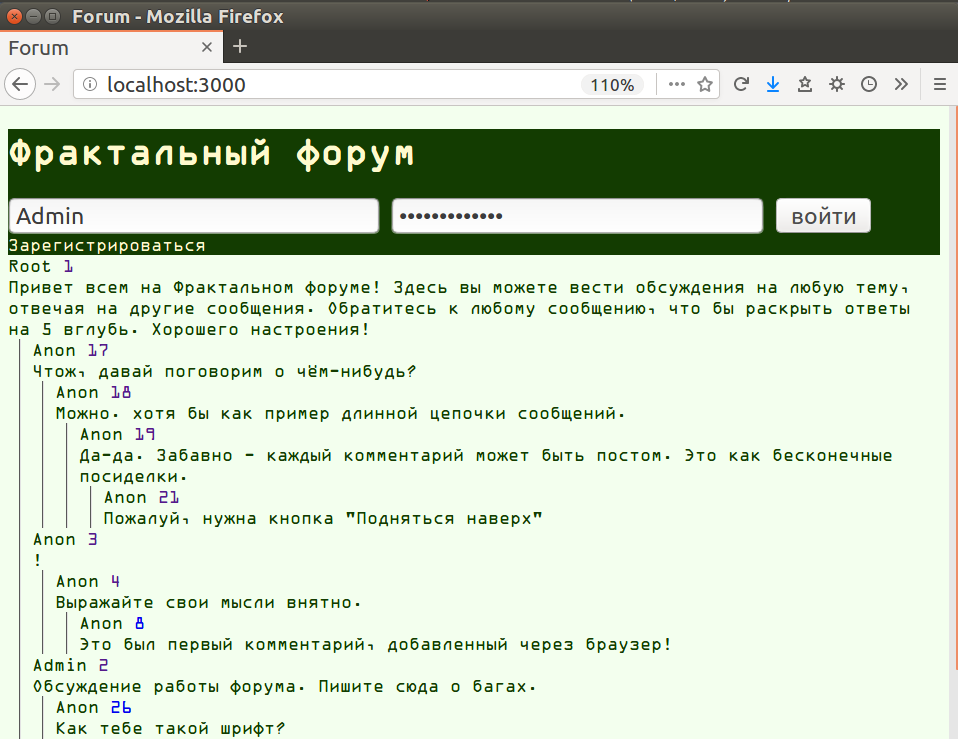 Forum - Mozilla Firefox
Forum
localhost:3000
110%
Фрактальный форум
Admin
•••••••••••••
войти
Зарегистрироваться
Root 1
Привет всем на Фрактальном форуме! Здесь вы можете вести обсуждения на любую тему,
отвечая на другие сообщения. Обратитесь к любому сообщению, что бы раскрыть ответы
на 5 вглубь. Хорошего настроения!
Anon 17
Чтож, давай поговорим о чём-нибудь?
Anon 18
Можно. хотя бы как пример длинной цепочки сообщений.
Anon 19
Да-да. Забавно - каждый комментарий может быть постом. Это как бесконечные
посиделки.
Anon 21
Пожалуй, нужна кнопка "Подняться наверх"
Anon 3
!
Anon 4
Выражайте свои мысли внятно.
Anon 8
Это был первый комментарий, добавленный через браузер!
Admin 2
Обсуждение работы форума. Пишите сюда о багах.
Anon 26
Как тебе такой шрифт?